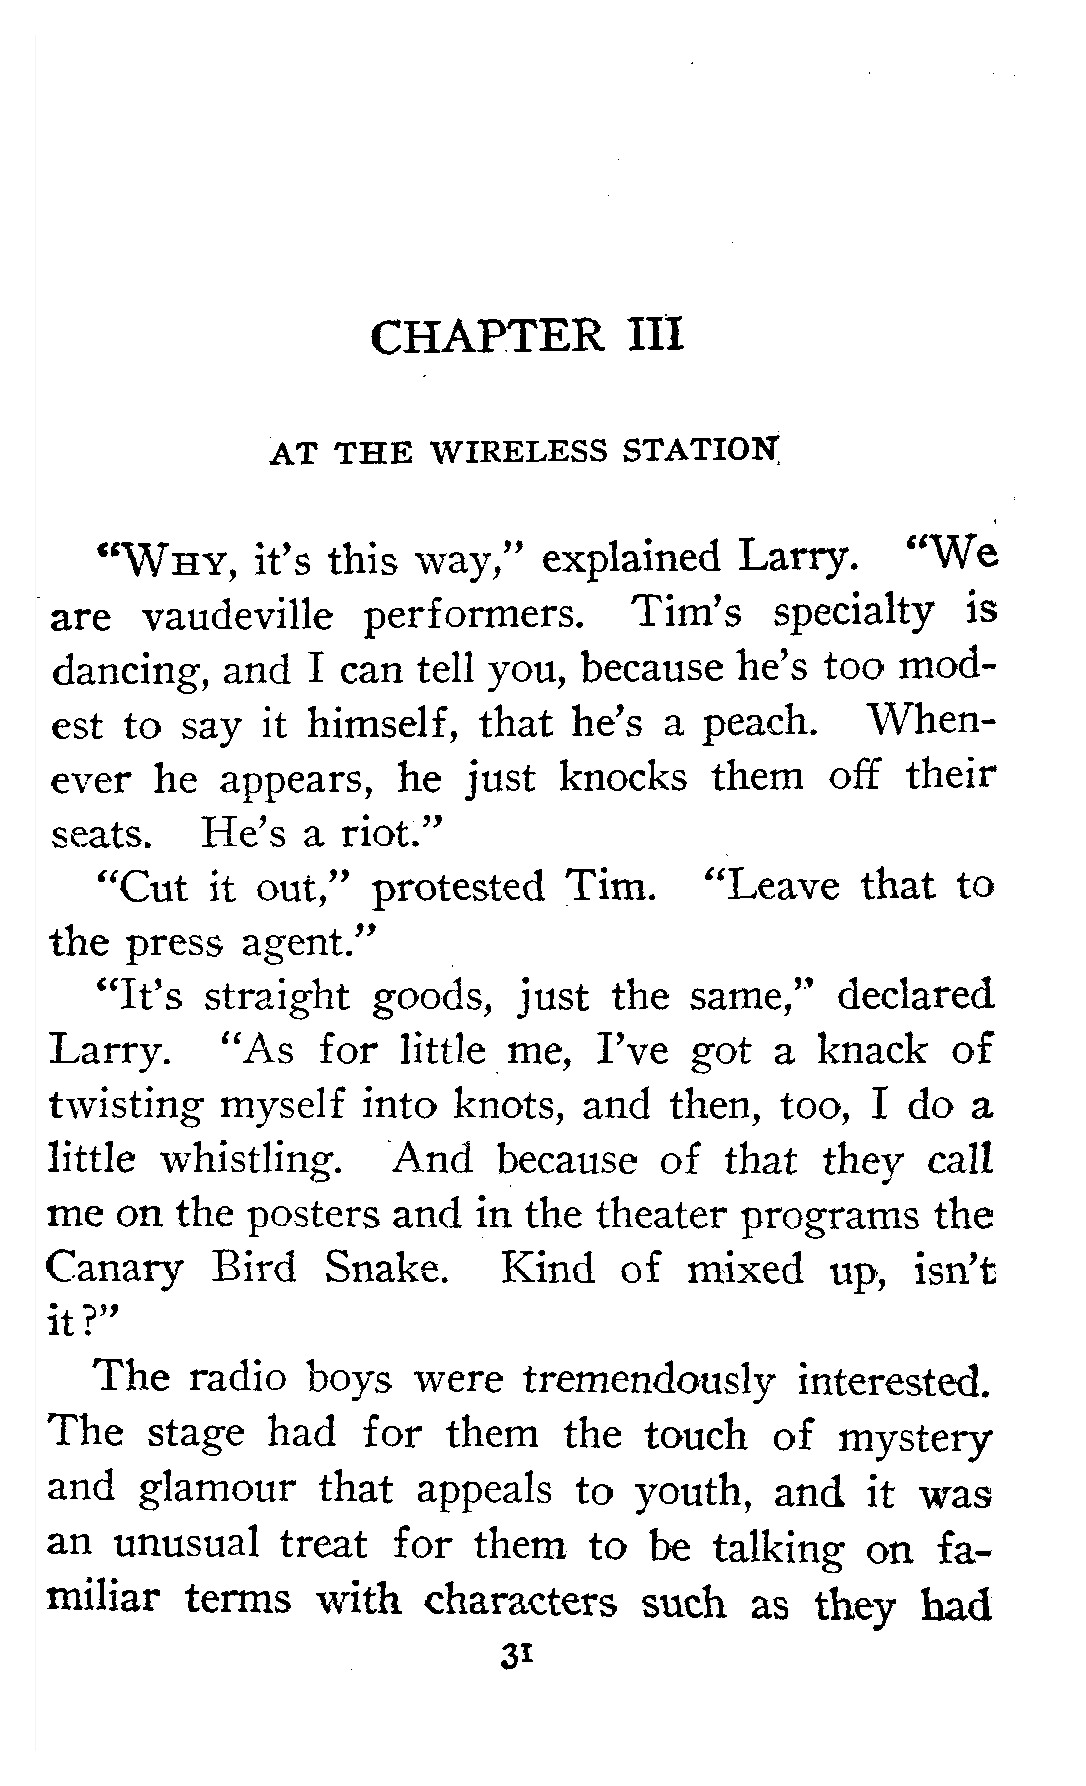 CHAPTER III
AT THE WIRELESS STATION
“WHY, it’s this way,” explained Larry. “We
are vaudeville performers. Tim’s specialty is
dancing, and I can tell you, because he’s too mod-
est to say it himself, that he’s a peach. When-
ever he appears, he just knocks them off their
seats. He’s a riot.”
“Cut it out,” protested Tim. “Leave that to
the press agent.”
“It’s straight goods, just the same,” declared
Larry. “As for little me, I’ve got a knack of
twisting myself into knots, and then, too, I do a
little whistling. And because of that they call
me on the posters and in the theater programs the
Canary Bird Snake. Kind of mixed up, isn’t
it?”
The radio boys were tremendously interested.
The stage had for them the touch of mystery
and glamour that appeals to youth, and it was
an unusual treat for them to be talking on fa-
miliar terms with characters such as they had
31